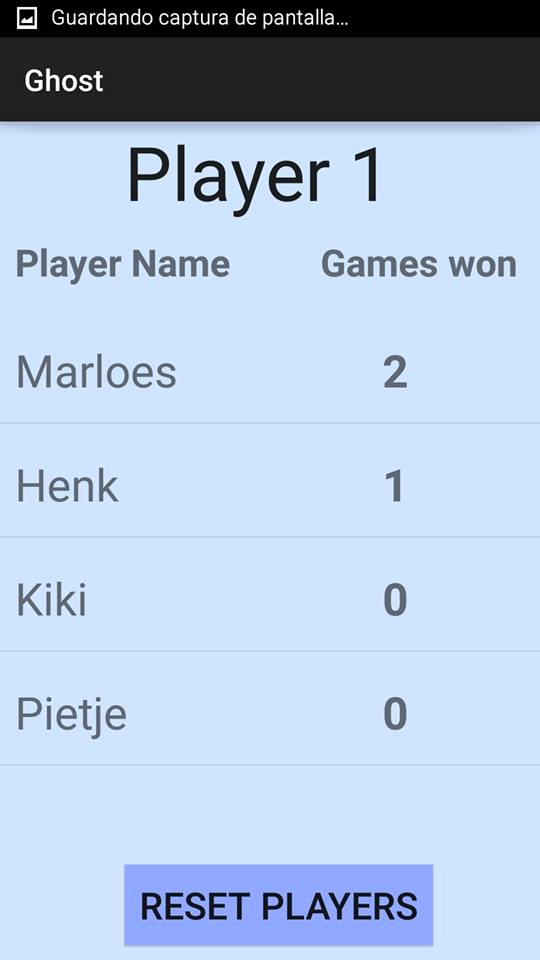 Guardando captura de pantalla...
Ghost
Player 1
Player Name Games won
Marloes 2
Henk 1
Kiki 0
Pietje 0
RESET PLAYERS